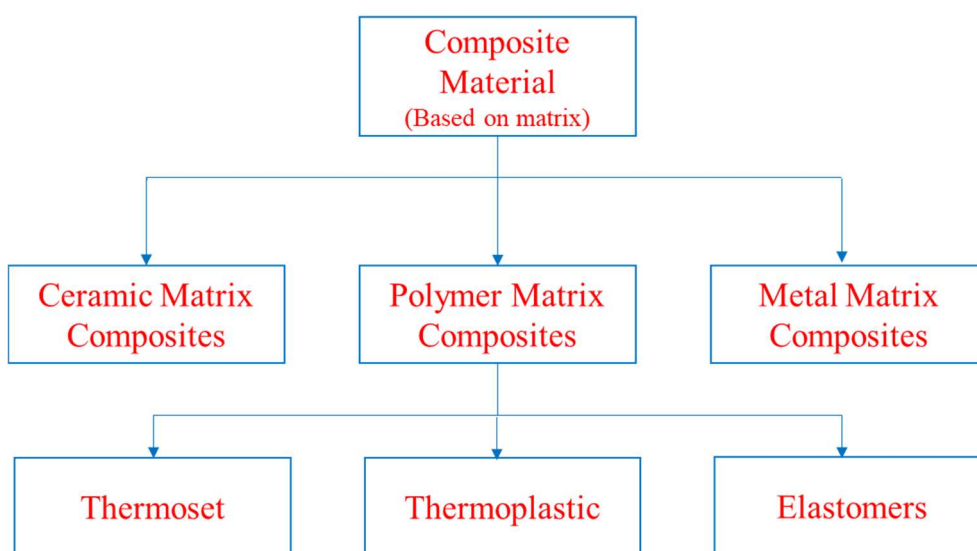 Composite
Material
(Based on matrix)
Ceramic Matrix
Composites
Polymer Matrix
Composites
Metal Matrix
Composites
Thermoset
Thermoplastic
Elastomers